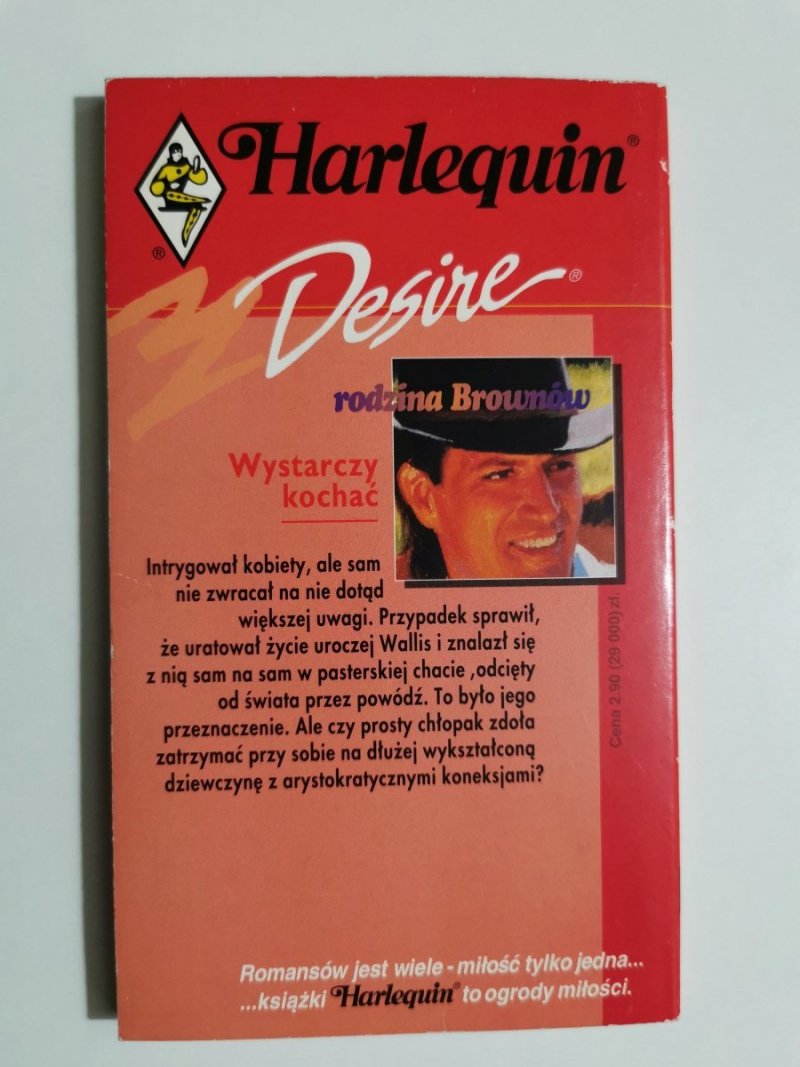 Harlequin®
®
Desire®
rodzina Brownów
Wystarczy
kochać
Intrygował kobiety, ale sam
nie zwracał na nie dotąd
większej uwagi. Przypadek sprawił,
że uratował życie uroczej Wallis i znalazł się
z nią sam na sam w pasterskiej chacie ,odcięty
od świata przez powódź. To było jego
przeznaczenie. Ale czy prosty chłopak zdoła
zatrzymać przy sobie na dłużej wykształconą
dziewczynę z arystokratycznymi koneksjami?
Cena 2.90 (29 000) zł.
Romansów jest wiele - miłość tylko jedna...
...książki Harlequin® to ogrody miłości.